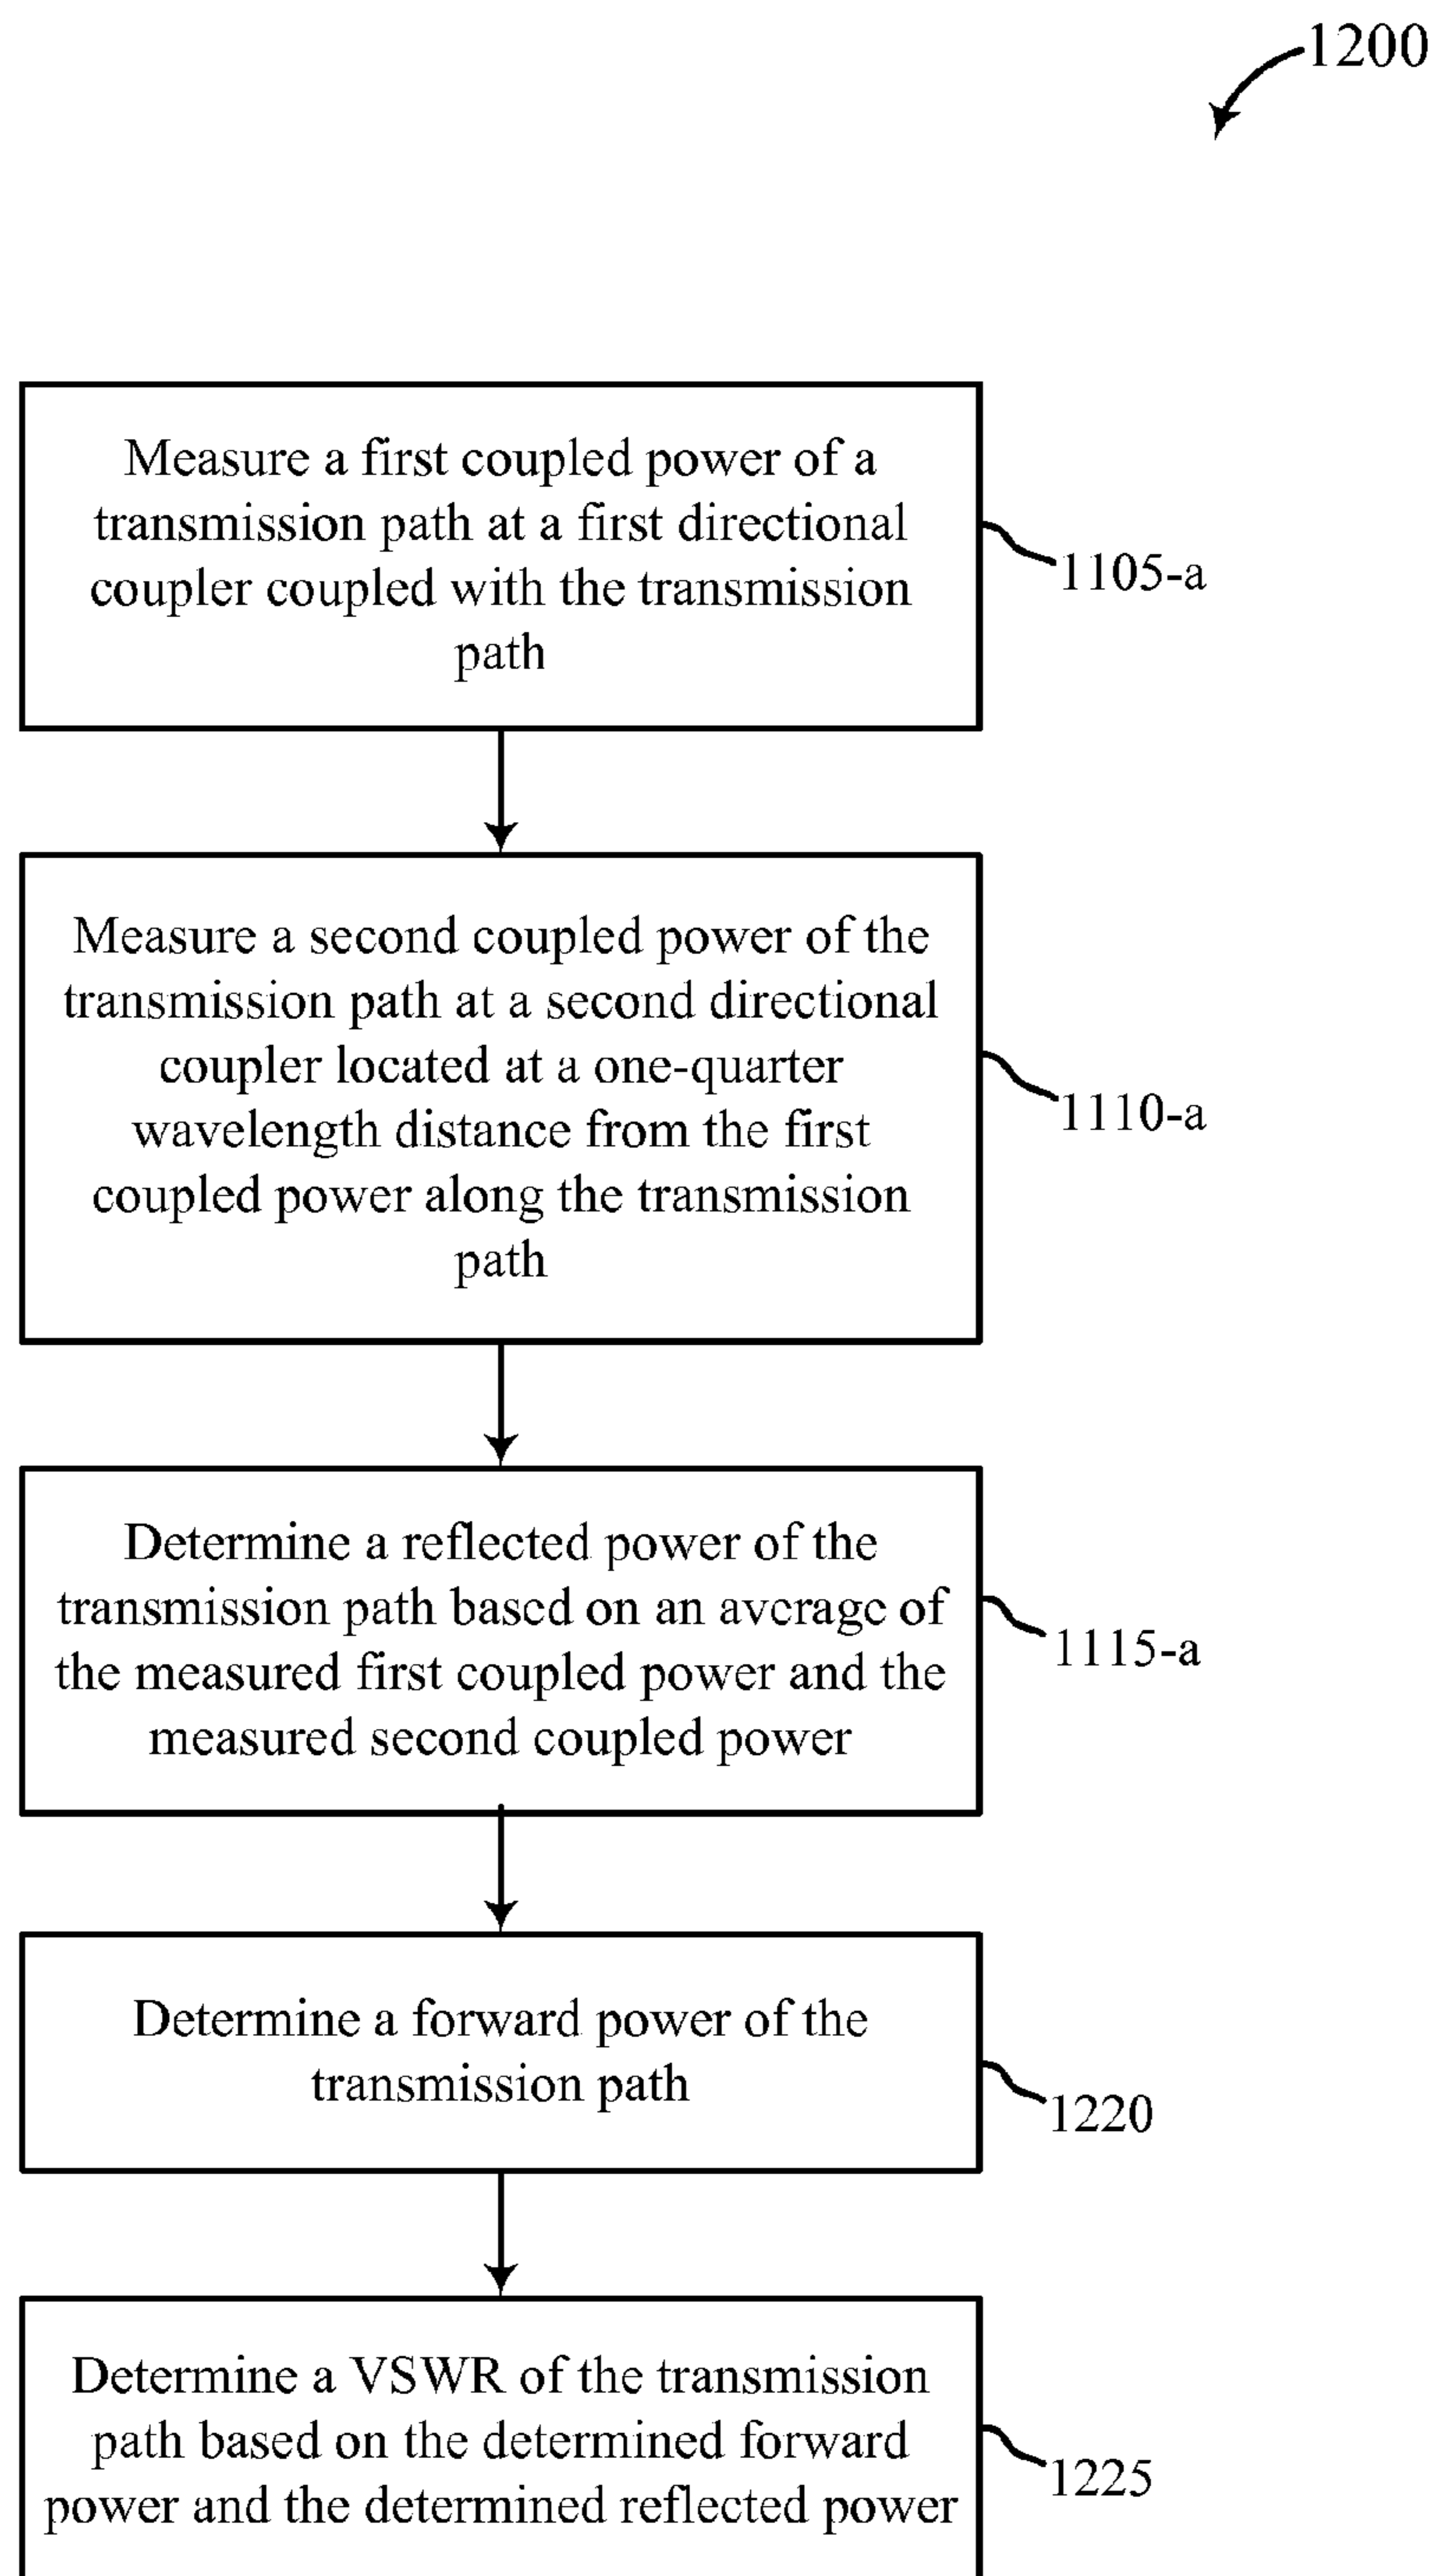 1200
Measure a first coupled power of a
transmission path at a first directional
coupler coupled with the transmission
path
1105-a
Measure a second coupled power of the
transmission path at a second directional
coupler located at a one-quarter
wavelength distance from the first
coupled power along the transmission
path
1110-a
Determine a reflected power of the
transmission path based on an average of
the measured first coupled power and the
measured second coupled power
1115-a
Determine a forward power of the
transmission path
1220
Determine a VSWR of the transmission
path based on the determined forward
power and the determined reflected power
1225